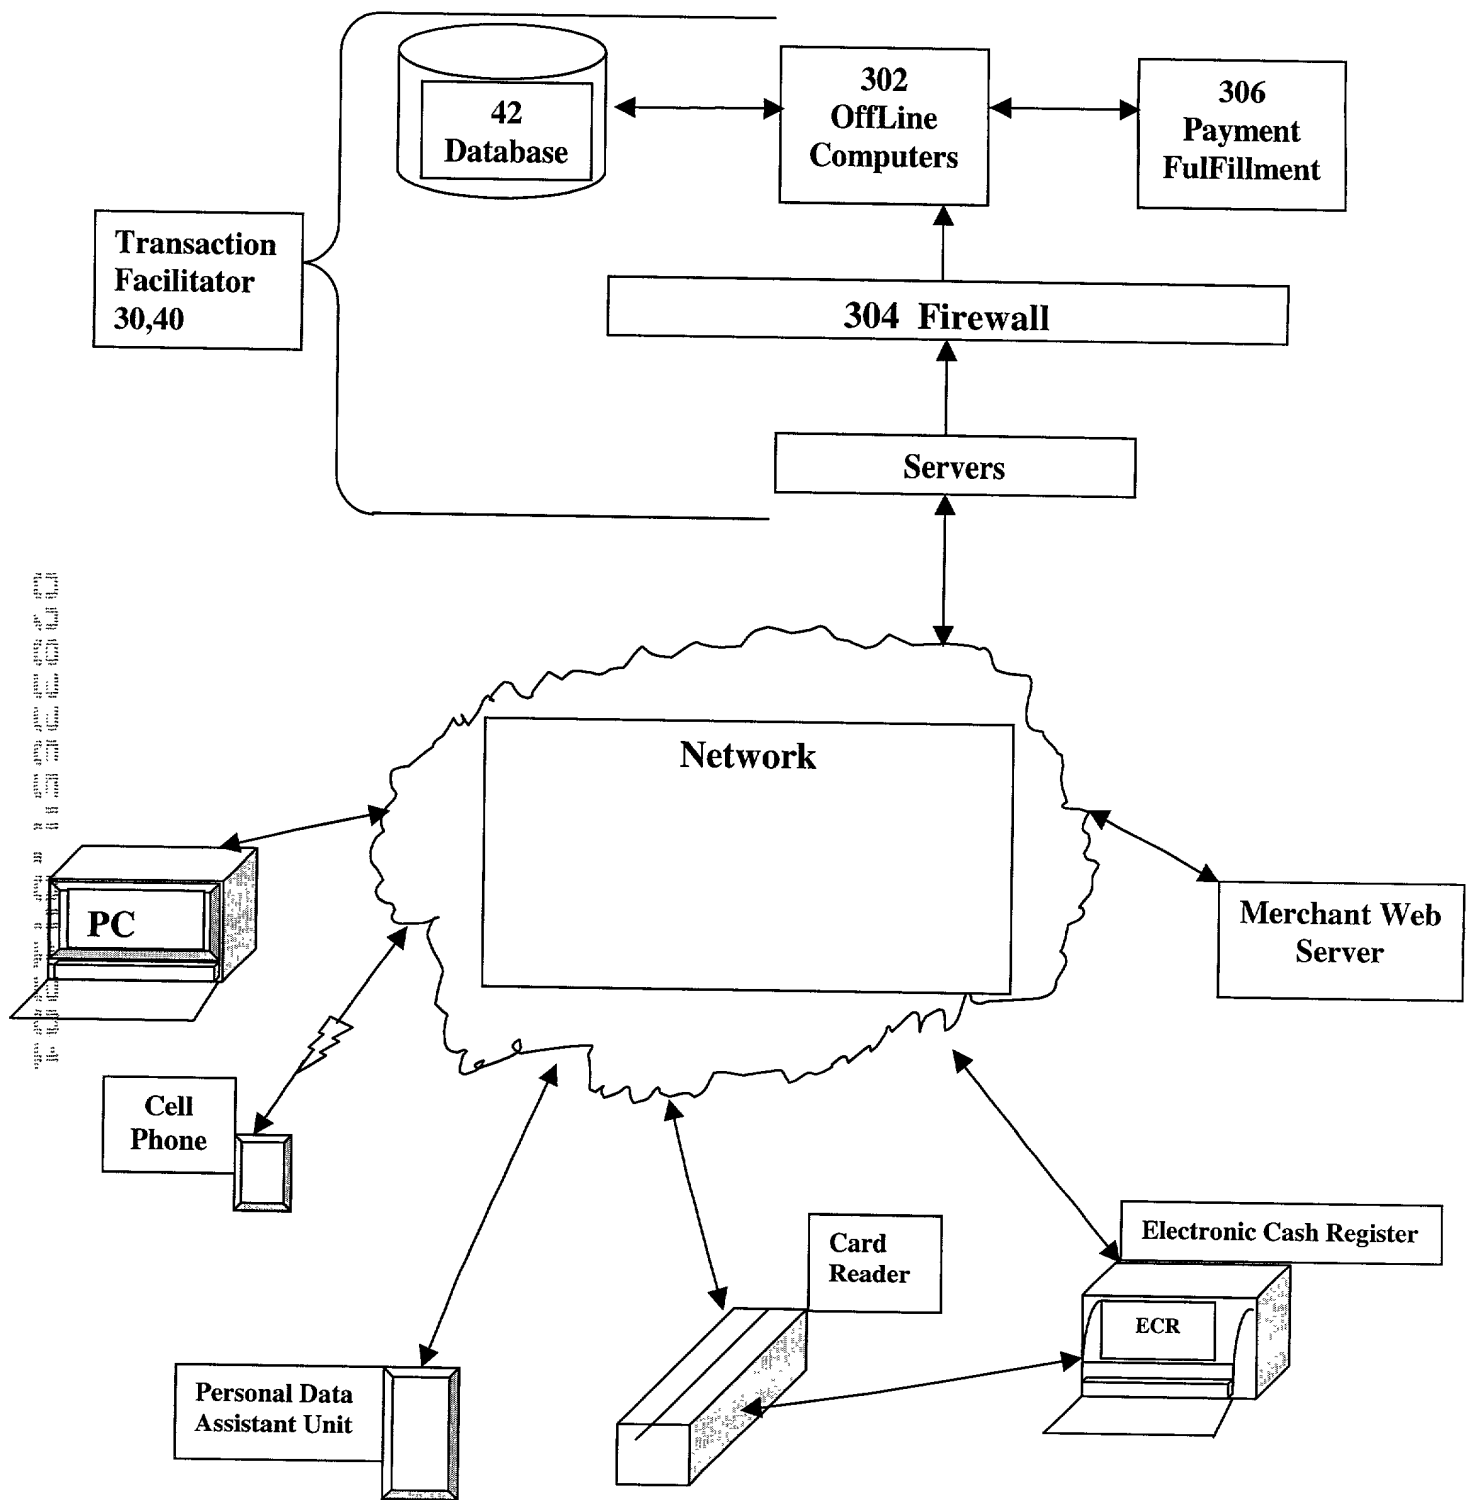 42
Database
302
OffLine
Computers
306
Payment
FulFillment
Transaction
Facilitator
30,40
304 Firewall
Servers
Network
PC
Merchant Web
Server
Cell
Phone
Electronic Cash Register
Card
Reader
ECR
Personal Data
Assistant Unit